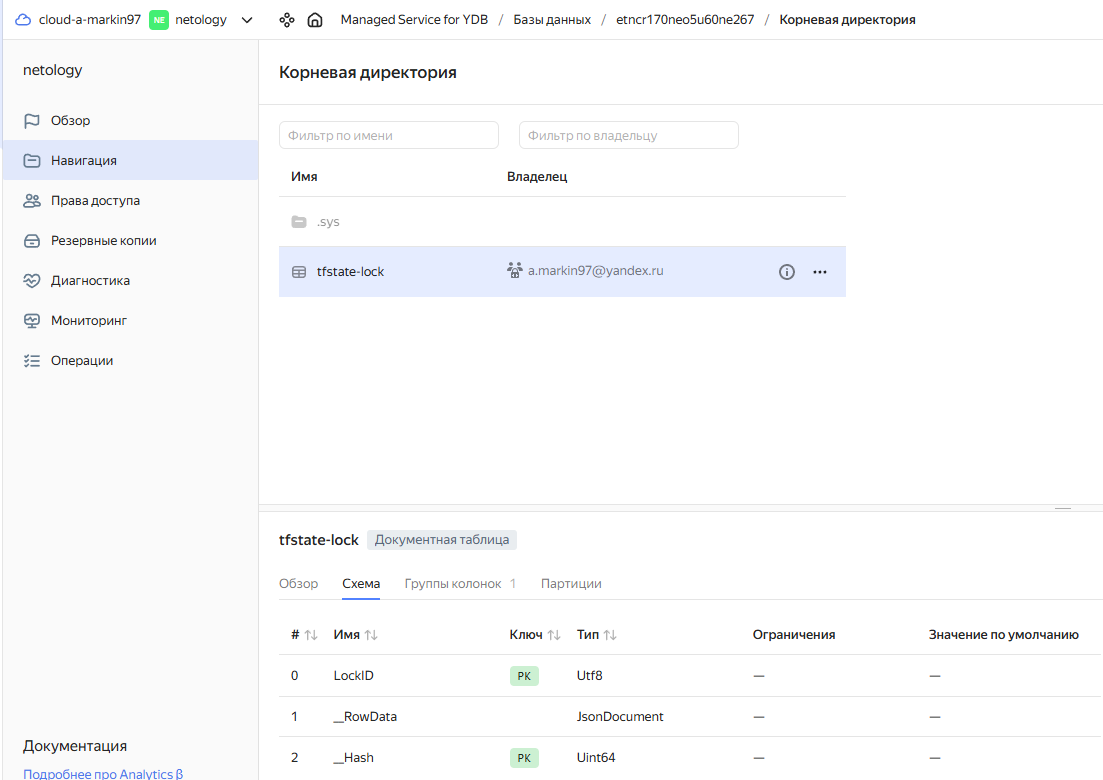 cloud-a-markin97 NE netology Managed Service for YDB / Базы данных / etncr170neo5u60ne267 / Корневая директория
netology
Обзор
Навигация
Права доступа
Резервные копии
Диагностика
Мониторинг
Операции
Документация
Подробнее про Analytics β
Корневая директория
Фильтр по имени Фильтр по владельцу
Имя Владелец
.sys
tfstate-lock a.markin97@yandex.ru
tfstate-lock Документная таблица
Обзор Схема Группы колонок 1 Партиции
# Имя Ключ Тип Ограничения Значение по умолчанию
0 LockID PK Utf8 — —
1 __RowData JsonDocument — —
2 __Hash PK Uint64 — —